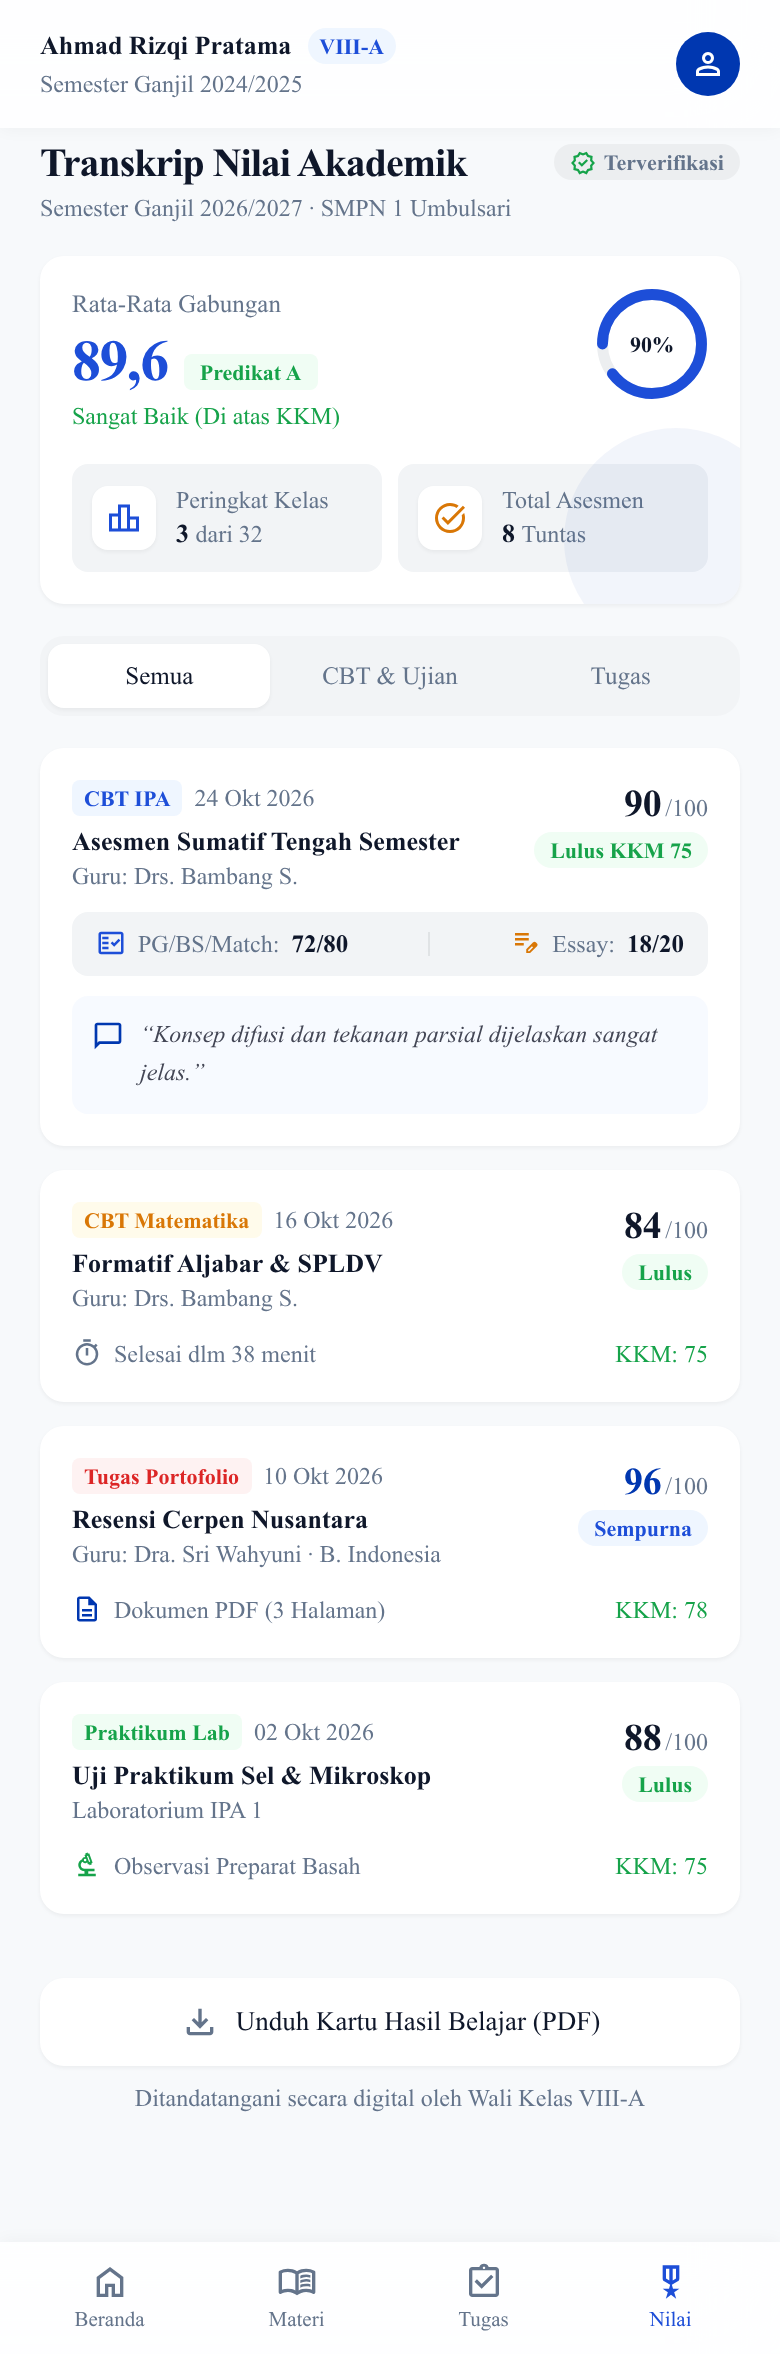 Ahmad Rizqi Pratama VIII-A
Semester Ganjil 2024/2025
Transkrip Nilai Akademik Terverifikasi
Semester Ganjil 2026/2027 · SMPN 1 Umbulsari
Rata-Rata Gabungan
89,6 Predikat A
90%
Sangat Baik (Di atas KKM)
Peringkat Kelas
3 dari 32
Total Asesmen
8 Tuntas
Semua CBT & Ujian Tugas
CBT IPA 24 Okt 2026
90 /100
Asesmen Sumatif Tengah Semester
Lulus KKM 75
Guru: Drs. Bambang S.
PG/BS/Match: 72/80 Essay: 18/20
“Konsep difusi dan tekanan parsial dijelaskan sangat
jelas.”
CBT Matematika 16 Okt 2026
84 /100
Formatif Aljabar & SPLDV
Lulus
Guru: Drs. Bambang S.
Selesai dlm 38 menit KKM: 75
Tugas Portofolio 10 Okt 2026
96 /100
Resensi Cerpen Nusantara
Sempurna
Guru: Dra. Sri Wahyuni · B. Indonesia
Dokumen PDF (3 Halaman) KKM: 78
Praktikum Lab 02 Okt 2026
88 /100
Uji Praktikum Sel & Mikroskop
Lulus
Laboratorium IPA 1
Observasi Preparat Basah KKM: 75
Unduh Kartu Hasil Belajar (PDF)
Ditandatangani secara digital oleh Wali Kelas VIII-A
Beranda Materi Tugas Nilai